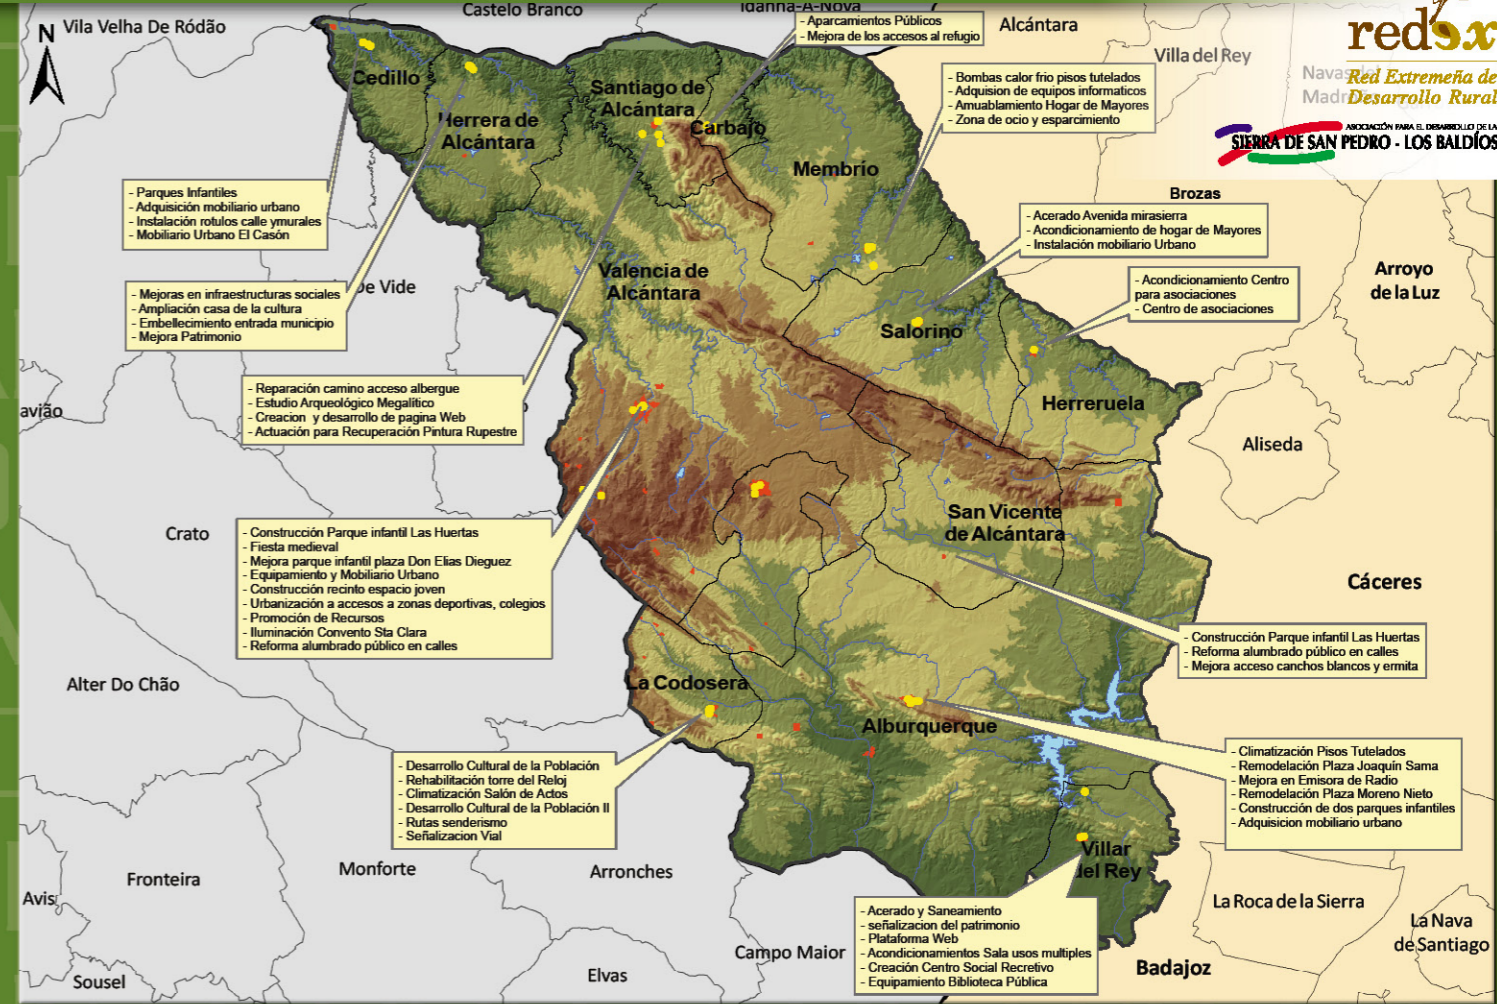 Castelo Branco
Idanha-A-Nova
N
Vila Velha De Ródão
Alcántara
Villa del Rey
redex
Red Extremeña de
Desarrollo Rural
ASOCIACIÓN PARA EL DESARROLLO DE LA
SIERRA DE SAN PEDRO - LOS BALDÍOS
- Aparcamientos Públicos
- Mejora de los accesos al refugio
Cedillo
Herrera de
Alcántara
Santiago de
Alcántara
Carbajo
Membrío
- Bombas calor frio pisos tutelados
- Adquision de equipos informaticos
- Amuablamiento Hogar de Mayores
- Zona de ocio y esparcimiento
- Parques Infantiles
- Adquisición mobiliario urbano
- Instalación rotulos calle ymurales
- Mobiliario Urbano El Casón
Brozas
- Acerado Avenida mirasierra
- Acondicionamiento de hogar de Mayores
- Instalación mobiliario Urbano
Arroyo
de la Luz
De Vide
- Mejoras en infraestructuras sociales
- Ampliación casa de la cultura
- Embellecimiento entrada municipio
- Mejora Patrimonio
Valencia de
Alcántara
Salorino
- Acondicionamiento Centro
para asociaciones
- Centro de asociaciones
avião
- Reparación camino acceso albergue
- Estudio Arqueológico Megalítico
- Creacion y desarrollo de pagina Web
- Actuación para Recuperación Pintura Rupestre
Herreruela
Aliseda
Crato
- Construcción Parque infantil Las Huertas
- Fiesta medieval
- Mejora parque infantil plaza Don Elias Dieguez
- Equipamiento y Mobiliario Urbano
- Construcción recinto espacio joven
- Urbanización a accesos a zonas deportivas, colegios
- Promoción de Recursos
- Iluminación Convento Sta Clara
- Reforma alumbrado público en calles
San Vicente
de Alcántara
Cáceres
- Construcción Parque infantil Las Huertas
- Reforma alumbrado público en calles
- Mejora acceso canchos blancos y ermita
Alter Do Chão
La Codosera
Alburquerque
- Desarrollo Cultural de la Población
- Rehabilitación torre del Reloj
- Climatización Salón de Actos
- Desarrollo Cultural de la Población II
- Rutas senderismo
- Señalizacion Vial
- Climatización Pisos Tutelados
- Remodelación Plaza Joaquín Sama
- Mejora en Emisora de Radio
- Remodelación Plaza Moreno Nieto
- Construcción de dos parques infantiles
- Adquisicion mobiliario urbano
Villar
del Rey
Monforte
Arronches
Fronteira
Avis
La Roca de la Sierra
La Nava
de Santiago
- Acerado y Saneamiento
- señalizacion del patrimonio
- Plataforma Web
- Acondicionamientos Sala usos multiples
- Creación Centro Social Recretivo
- Equipamiento Biblioteca Pública
Campo Maior
Badajoz
Sousel
Elvas